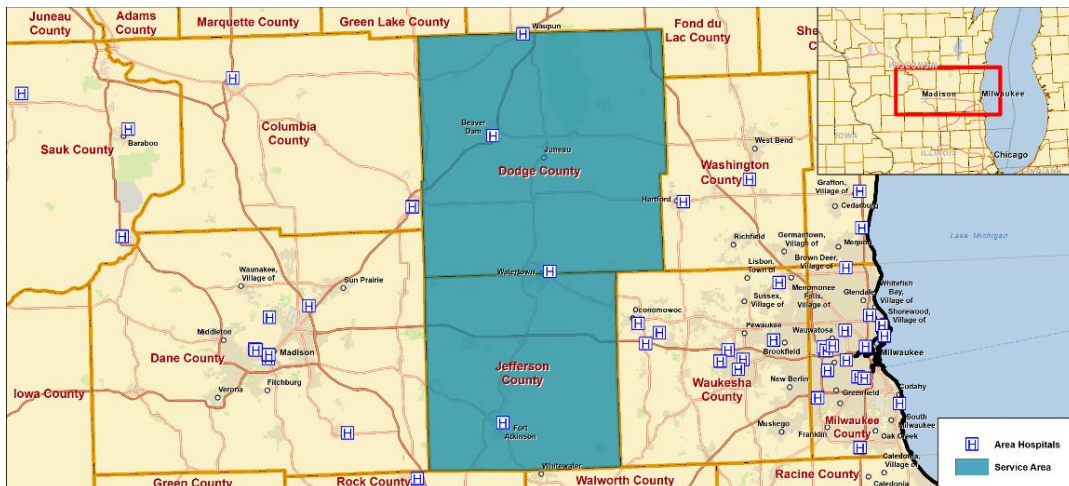 Juneau
County
Adams
County
Marquette County
Green Lake County
Waupun
Fond du
Lac County
She
C
WISCONSIN
Madison
Milwaukee
IOWA
Chicago
ILLINOIS
INDIANA
H
H
H
H
Baraboo
Sauk County
Columbia
County
Beaver
Dam
H
Juneau
Dodge County
West Bend
Washington
County
H
Hartford
H
H
H
H
Grafton,
Village of
H
Cedarburg
H
Lake Michigan
Richfield
Germantown,
Village of
Mequon
Watertown
H
Lisbon,
Town of
Brown Deer,
Village of
H
Waunakee,
Village of
Sun Prairie
H
Menomonee
Falls,
Village of
Sussex,
Village of
Glendale
Whitefish
Bay,
Village of
Shorewood,
Village of
H
H
Middleton
Oconomowoc
H
H
H
Pewaukee
Wauwatosa
H
H
H
H
H
Dane County
H
H
H
Madison
H
H
H
H
H
Brookfield
H
H
H
Milwaukee
H
Verona
Fitchburg
Jefferson
County
Waukesha
County
New Berlin
H
H
H
Greenfield
Cudahy
Iowa County
H
H
Fort
Atkinson
H
H
Muskego
Franklin
Milwaukee
County
South
Milwaukee
Oak Creek
H
Green County
Rock County
H
Whitewater
Walworth County
Racine County
Caledonia,
Village of
Caledonia
H Area Hospitals
Service Area